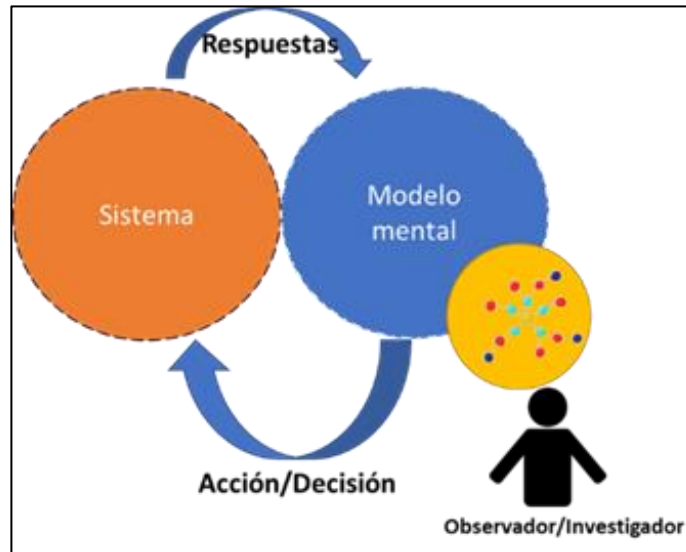 Respuestas
Sistema
Modelo
mental
Acción/Decisión
Observador/Investigador